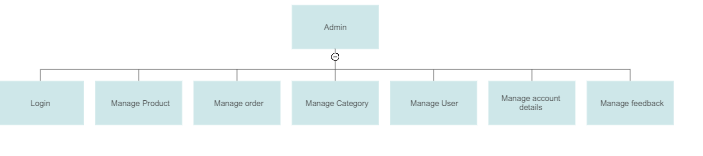 Admin
Login
Manage Product
Manage order
Manage Category
Manage User
Manage account
details
Manage feedback